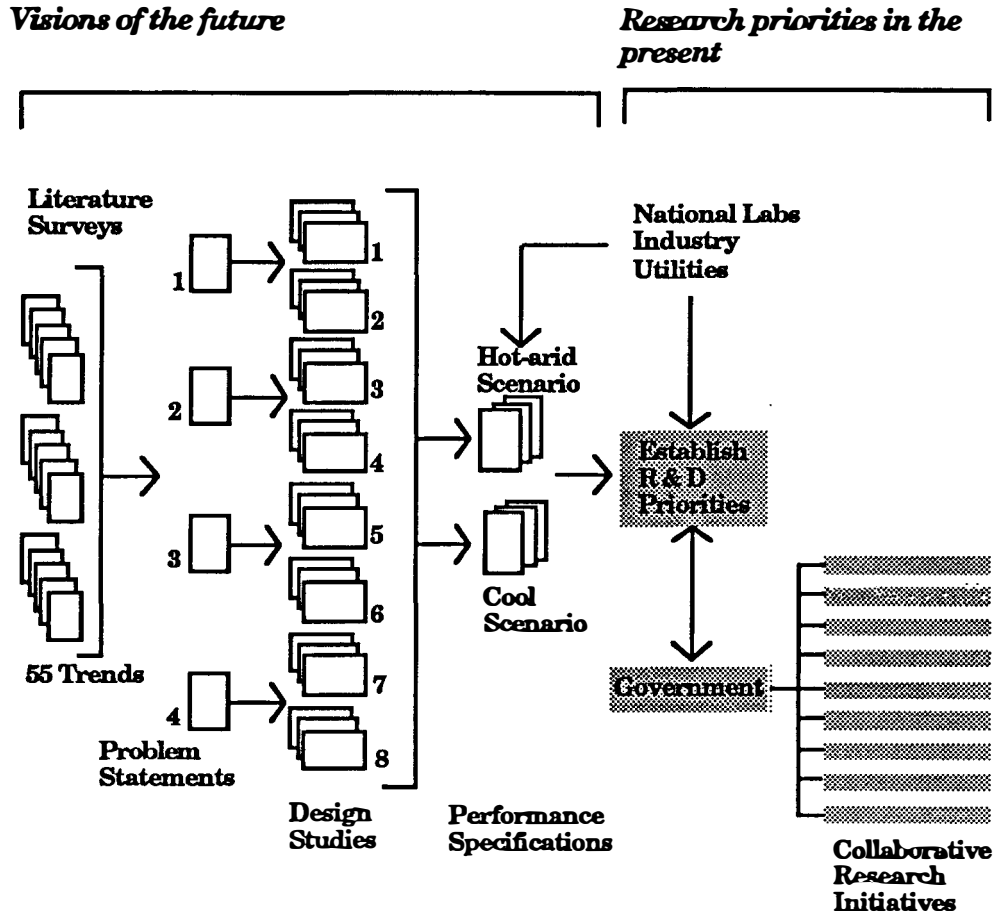 Visions of the future
Research priorities in the
present
Literature
Surveys
55 Trends
1
2
3
4
Problem
Statements
1
2
3
4
5
6
7
8
Design
Studies
National Labs
Industry
Utilities
Hot-arid
Scenario
Cool
Scenario
Performance
Specifications
Establish
R & D
Priorities
Government
Collaborative
Research
Initiatives